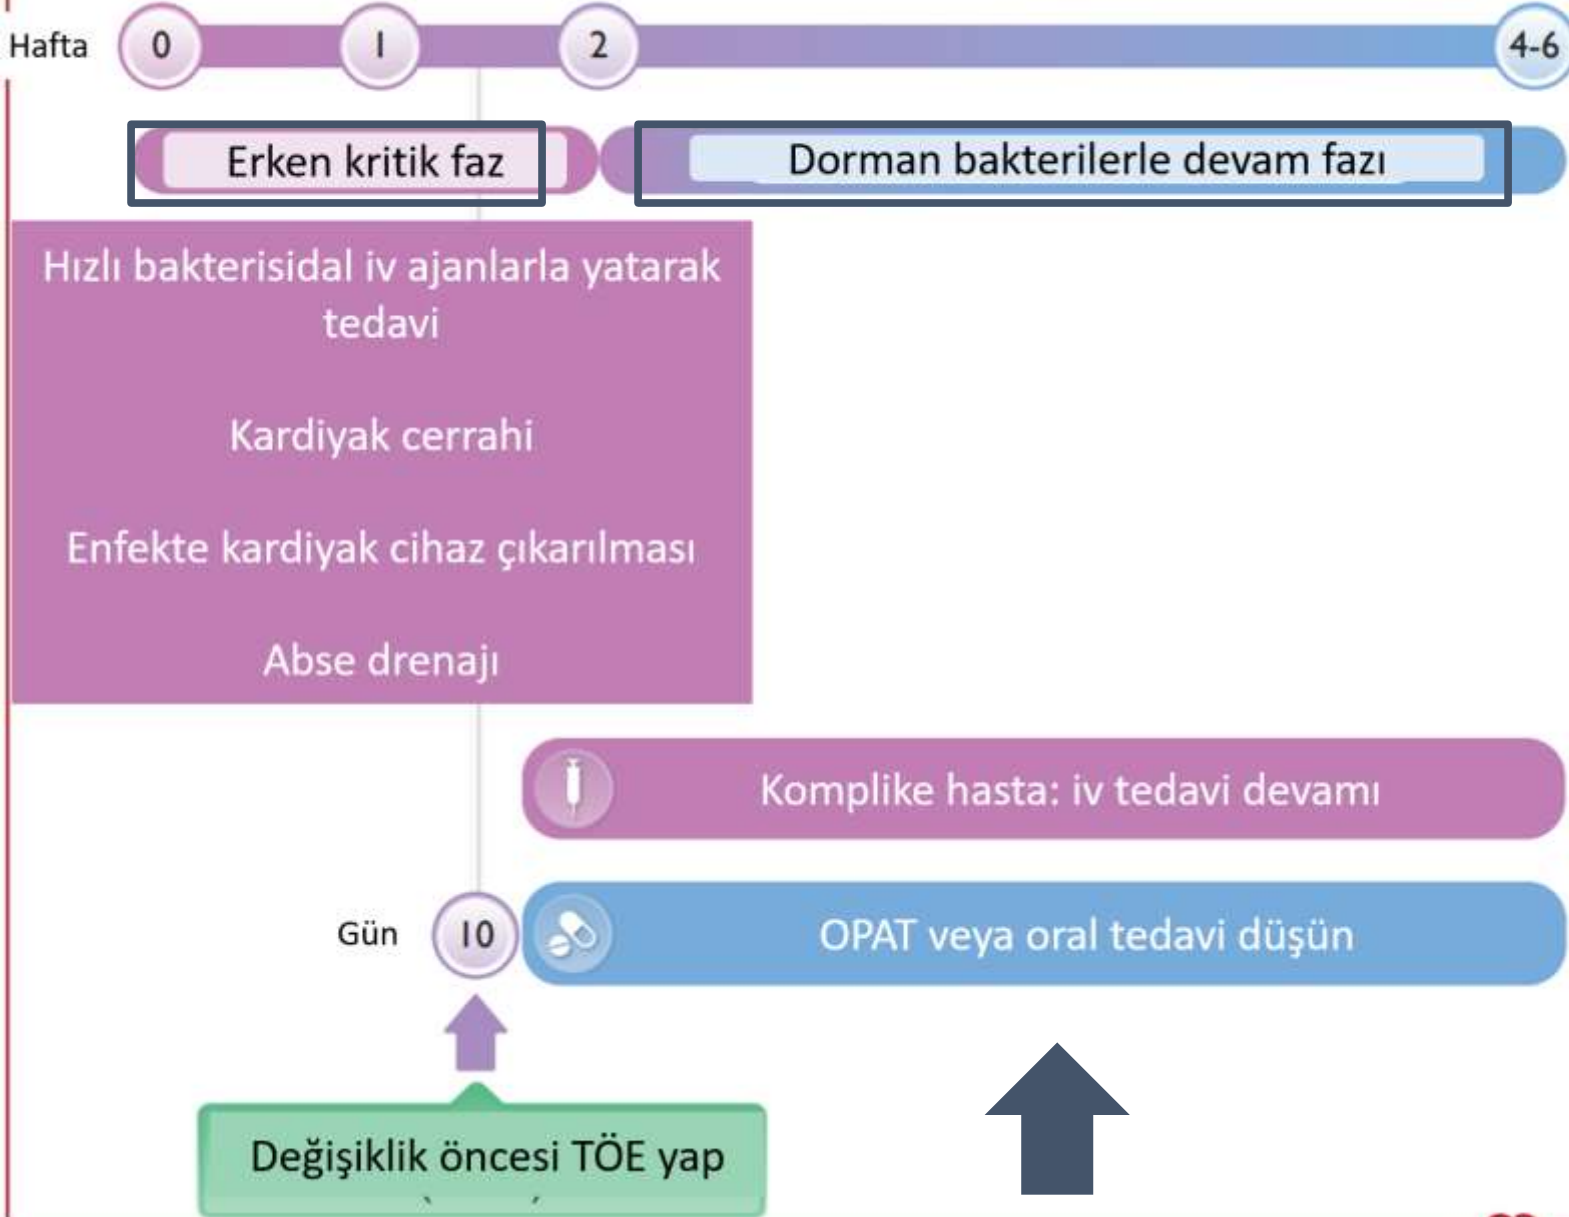 Hafta 0 1 2 4-6
Erken kritik faz Dorman bakterilerle devam fazı
Hızlı bakterisidal iv ajanlarla yatarak
tedavi
Kardiyak cerrahi
Enfekte kardiyak cihaz çıkarılması
Abse drenajı
Komplike hasta: iv tedavi devamı
Gün 10 OPAT veya oral tedavi düşün
Değişiklik öncesi TÖE yap